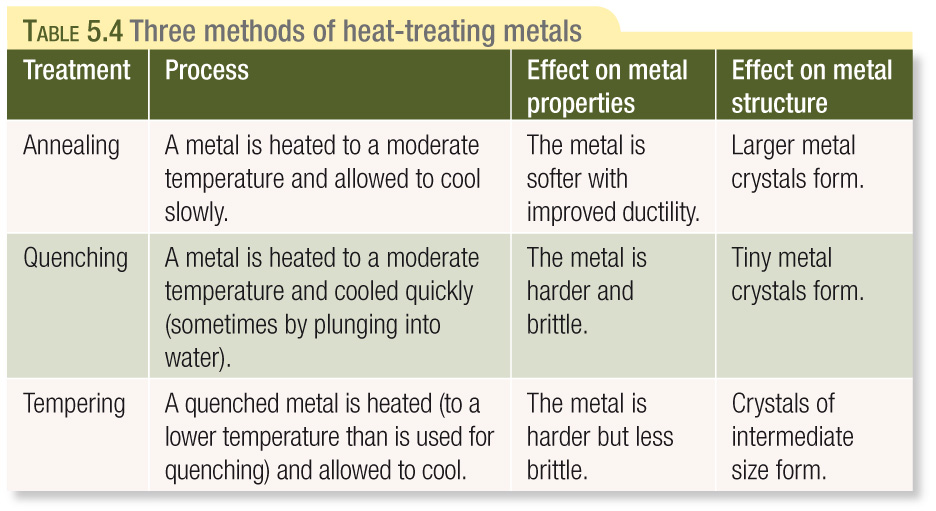 TABLE 5.4 Three methods of heat-treating metals
Treatment
Process
Effect on metal
properties
Effect on metal
structure
Annealing
A metal is heated to a moderate
temperature and allowed to cool
slowly.
The metal is
softer with
improved ductility.
Larger metal
crystals form.
Quenching
A metal is heated to a moderate
temperature and cooled quickly
(sometimes by plunging into
water).
The metal is
harder and
brittle.
Tiny metal
crystals form.
Tempering
A quenched metal is heated (to a
lower temperature than is used for
quenching) and allowed to cool.
The metal is
harder but less
brittle.
Crystals of
intermediate
size form.